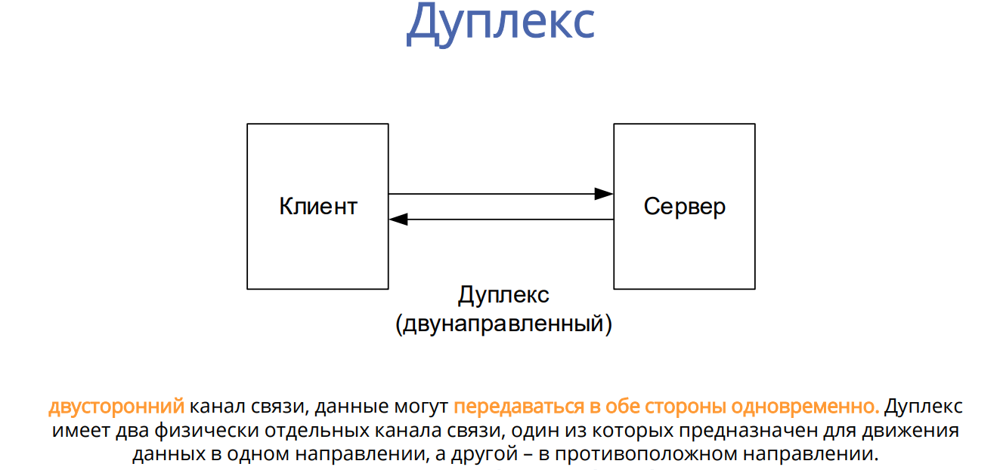 Дуплекс
Клиент
Сервер
Дуплекс
(двунаправленный)
двусторонний канал связи, данные могут передаваться в обе стороны одновременно. Дуплекс
имеет два физически отдельных канала связи, один из которых предназначен для движения
данных в одном направлении, а другой – в противоположном направлении.